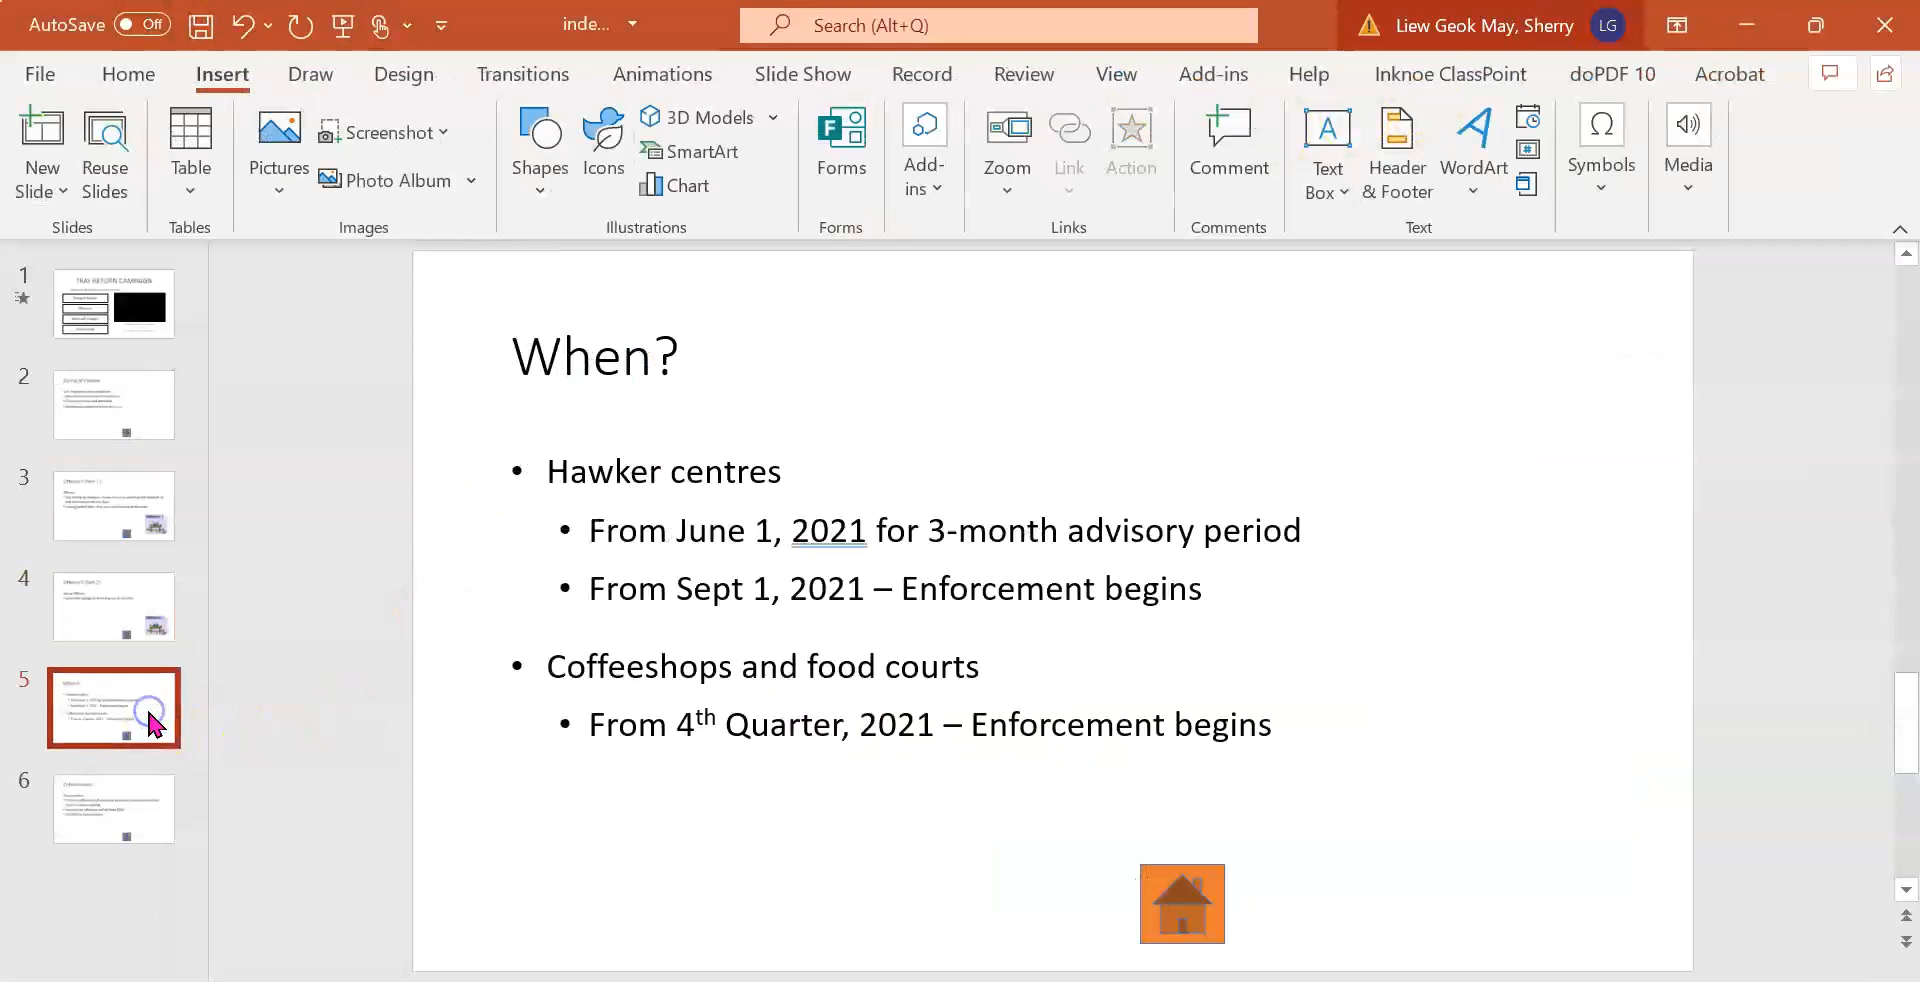 AutoSave Off
inde...
Search (Alt+Q)
Liew Geok May, Sherry LG
File Home Insert Draw Design Transitions Animations Slide Show Record Review View Add-ins Help Inknoe ClassPoint doPDF 10 Acrobat
New Slide
Reuse Slides
Table
Pictures
Screenshot
Photo Album
Shapes
Icons
3D Models
SmartArt
Chart
Forms
Add-ins
Zoom
Link
Action
Comment
Text Box
Header & Footer
WordArt
Symbols
Media
Slides Tables Images Illustrations Forms Links Comments Text
1
TRAY RETURN CAMPAIGN
2
3
4
5
6
When?
• Hawker centres
• From June 1, 2021 for 3-month advisory period
• From Sept 1, 2021 – Enforcement begins
• Coffeeshops and food courts
• From 4th Quarter, 2021 – Enforcement begins